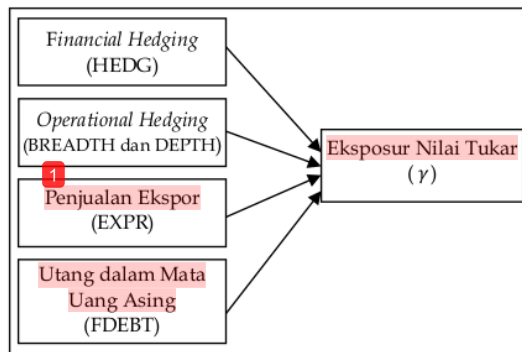 Financial Hedging
(HEDG)
Operational Hedging
(BREADTH dan DEPTH)
1
Penjualan Ekspor
(EXPR)
Utang dalam Mata
Uang Asing
(FDEBT)
Eksposur Nilai Tukar
(γ)